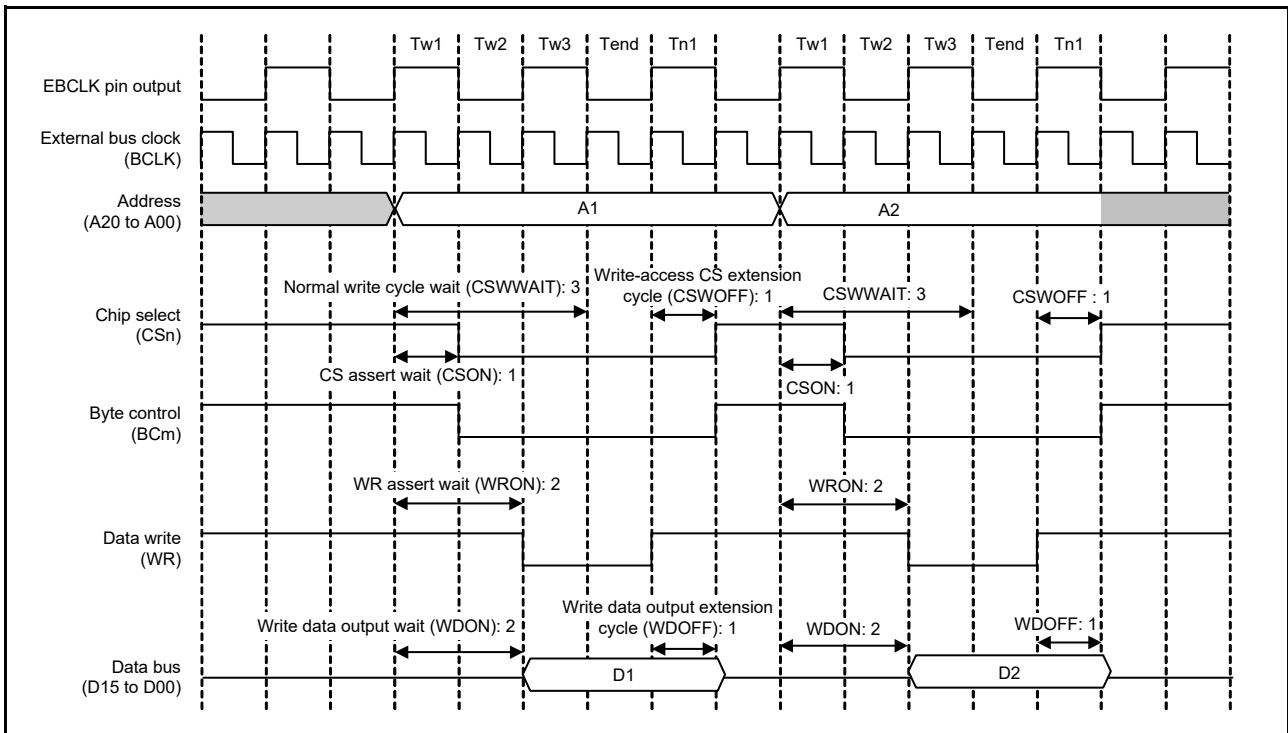 Tw1 Tw2 Tw3 Tend Tn1 Tw1 Tw2 Tw3 Tend Tn1
EBCLK pin output
External bus clock
(BCLK)
Address
(A20 to A00)
A1 A2
Normal write cycle wait (CSWWAIT): 3
Write-access CS extension
cycle (CSWOFF): 1
CSWWAIT: 3
CSWOFF : 1
Chip select
(CSn)
CS assert wait (CSON): 1
CSON: 1
Byte control
(BCm)
WR assert wait (WRON): 2
WRON: 2
Data write
(WR)
Write data output wait (WDON): 2
Write data output extension
cycle (WDOFF): 1
WDON: 2
WDOFF: 1
Data bus
(D15 to D00)
D1 D2